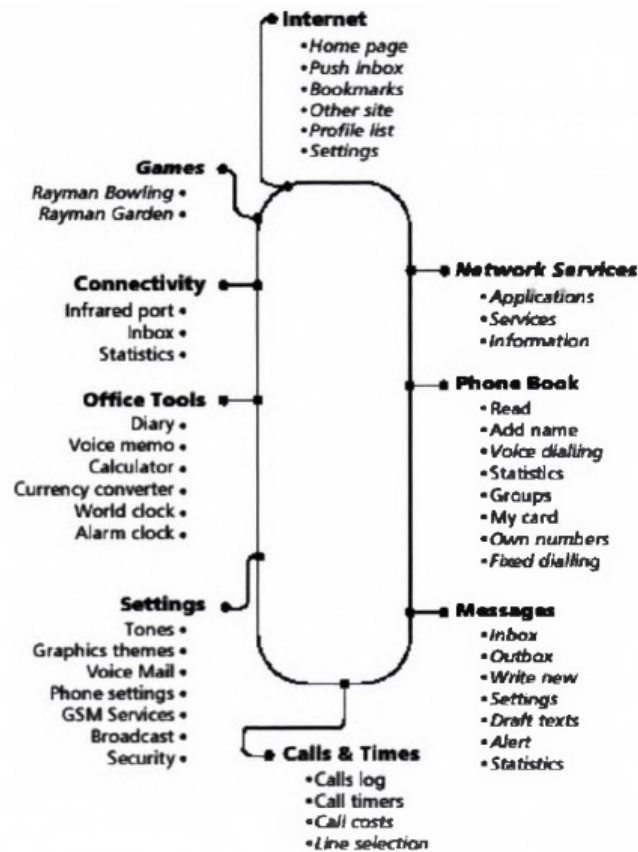 Internet
• Home page
• Push inbox
• Bookmarks
• Other site
• Profile list
• Settings
Games
Rayman Bowling •
Rayman Garden •
Connectivity
Infrared port •
Inbox •
Statistics •
Office Tools
Diary •
Voice memo •
Calculator •
Currency converter •
World clock •
Alarm clock •
Settings
Tones •
Graphics themes •
Voice Mail •
Phone settings •
GSM Services •
Broadcast •
Security •
Network Services
• Applications
• Services
• Information
Phone Book
• Read
• Add name
• Voice dialling
• Statistics
• Groups
• My card
• Own numbers
• Fixed dialling
Messages
• Inbox
• Outbox
• Write new
• Settings
• Draft texts
• Alert
• Statistics
Calls & Times
• Calls log
• Call timers
• Call costs
• Line selection